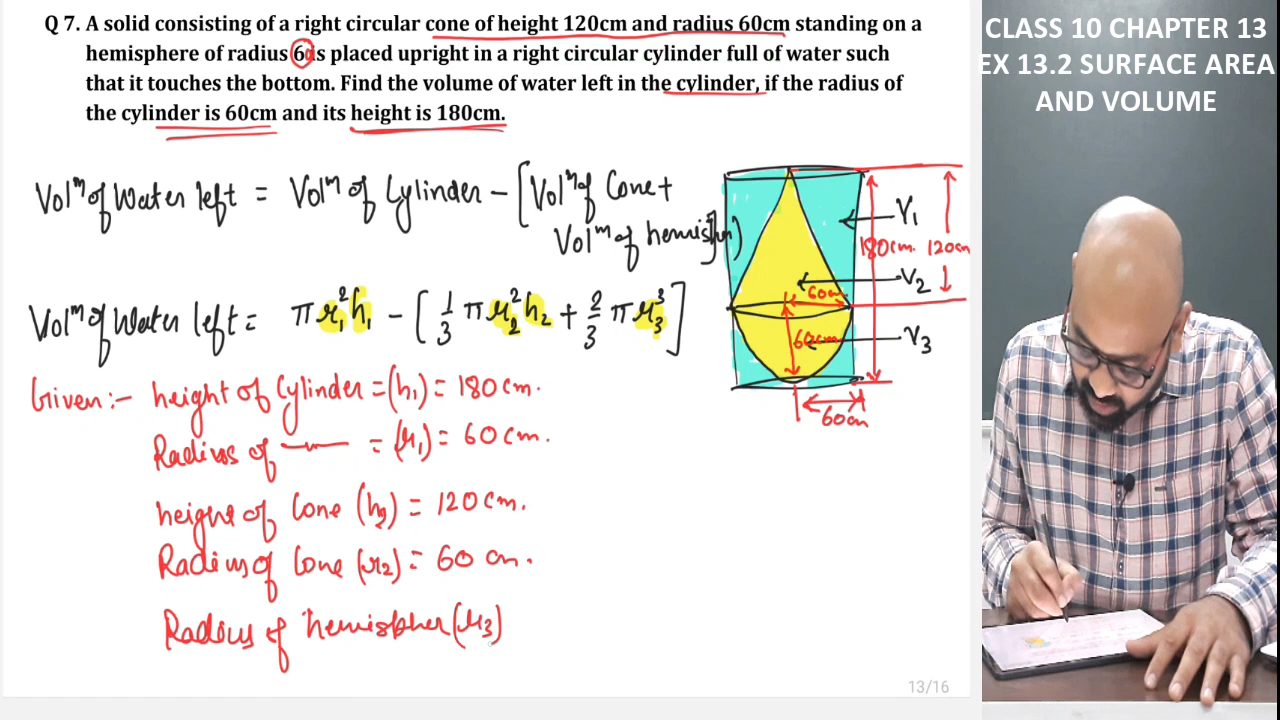 Q 7. A solid consisting of a right circular cone of height 120cm and radius 60cm standing on a
hemisphere of radius 6 is placed upright in a right circular cylinder full of water such
that it touches the bottom. Find the volume of water left in the cylinder, if the radius of
the cylinder is 60cm and its height is 180cm.
CLASS 10 CHAPTER 13
EX 13.2 SURFACE AREA
AND VOLUME
Volᵐ of Water left = Volᵐ of Cylinder - [Volᵐ of Cone +
Volᵐ of hemis
Volᵐ of Water left = πr₁²h₁ - [1/3 πr₂²h₂ + 2/3 πr₃³]
Given:- height of Cylinder = (h₁) = 180 cm.
Radius of — = (r₁) = 60 cm.
height of Cone (h₂) = 120 cm.
Radius of Cone (r₂) = 60 cm.
Radius of hemispher (r₃)
V₁
180cm. 120cm
V₂
60cm
60cm
V₃
60cm
13/16